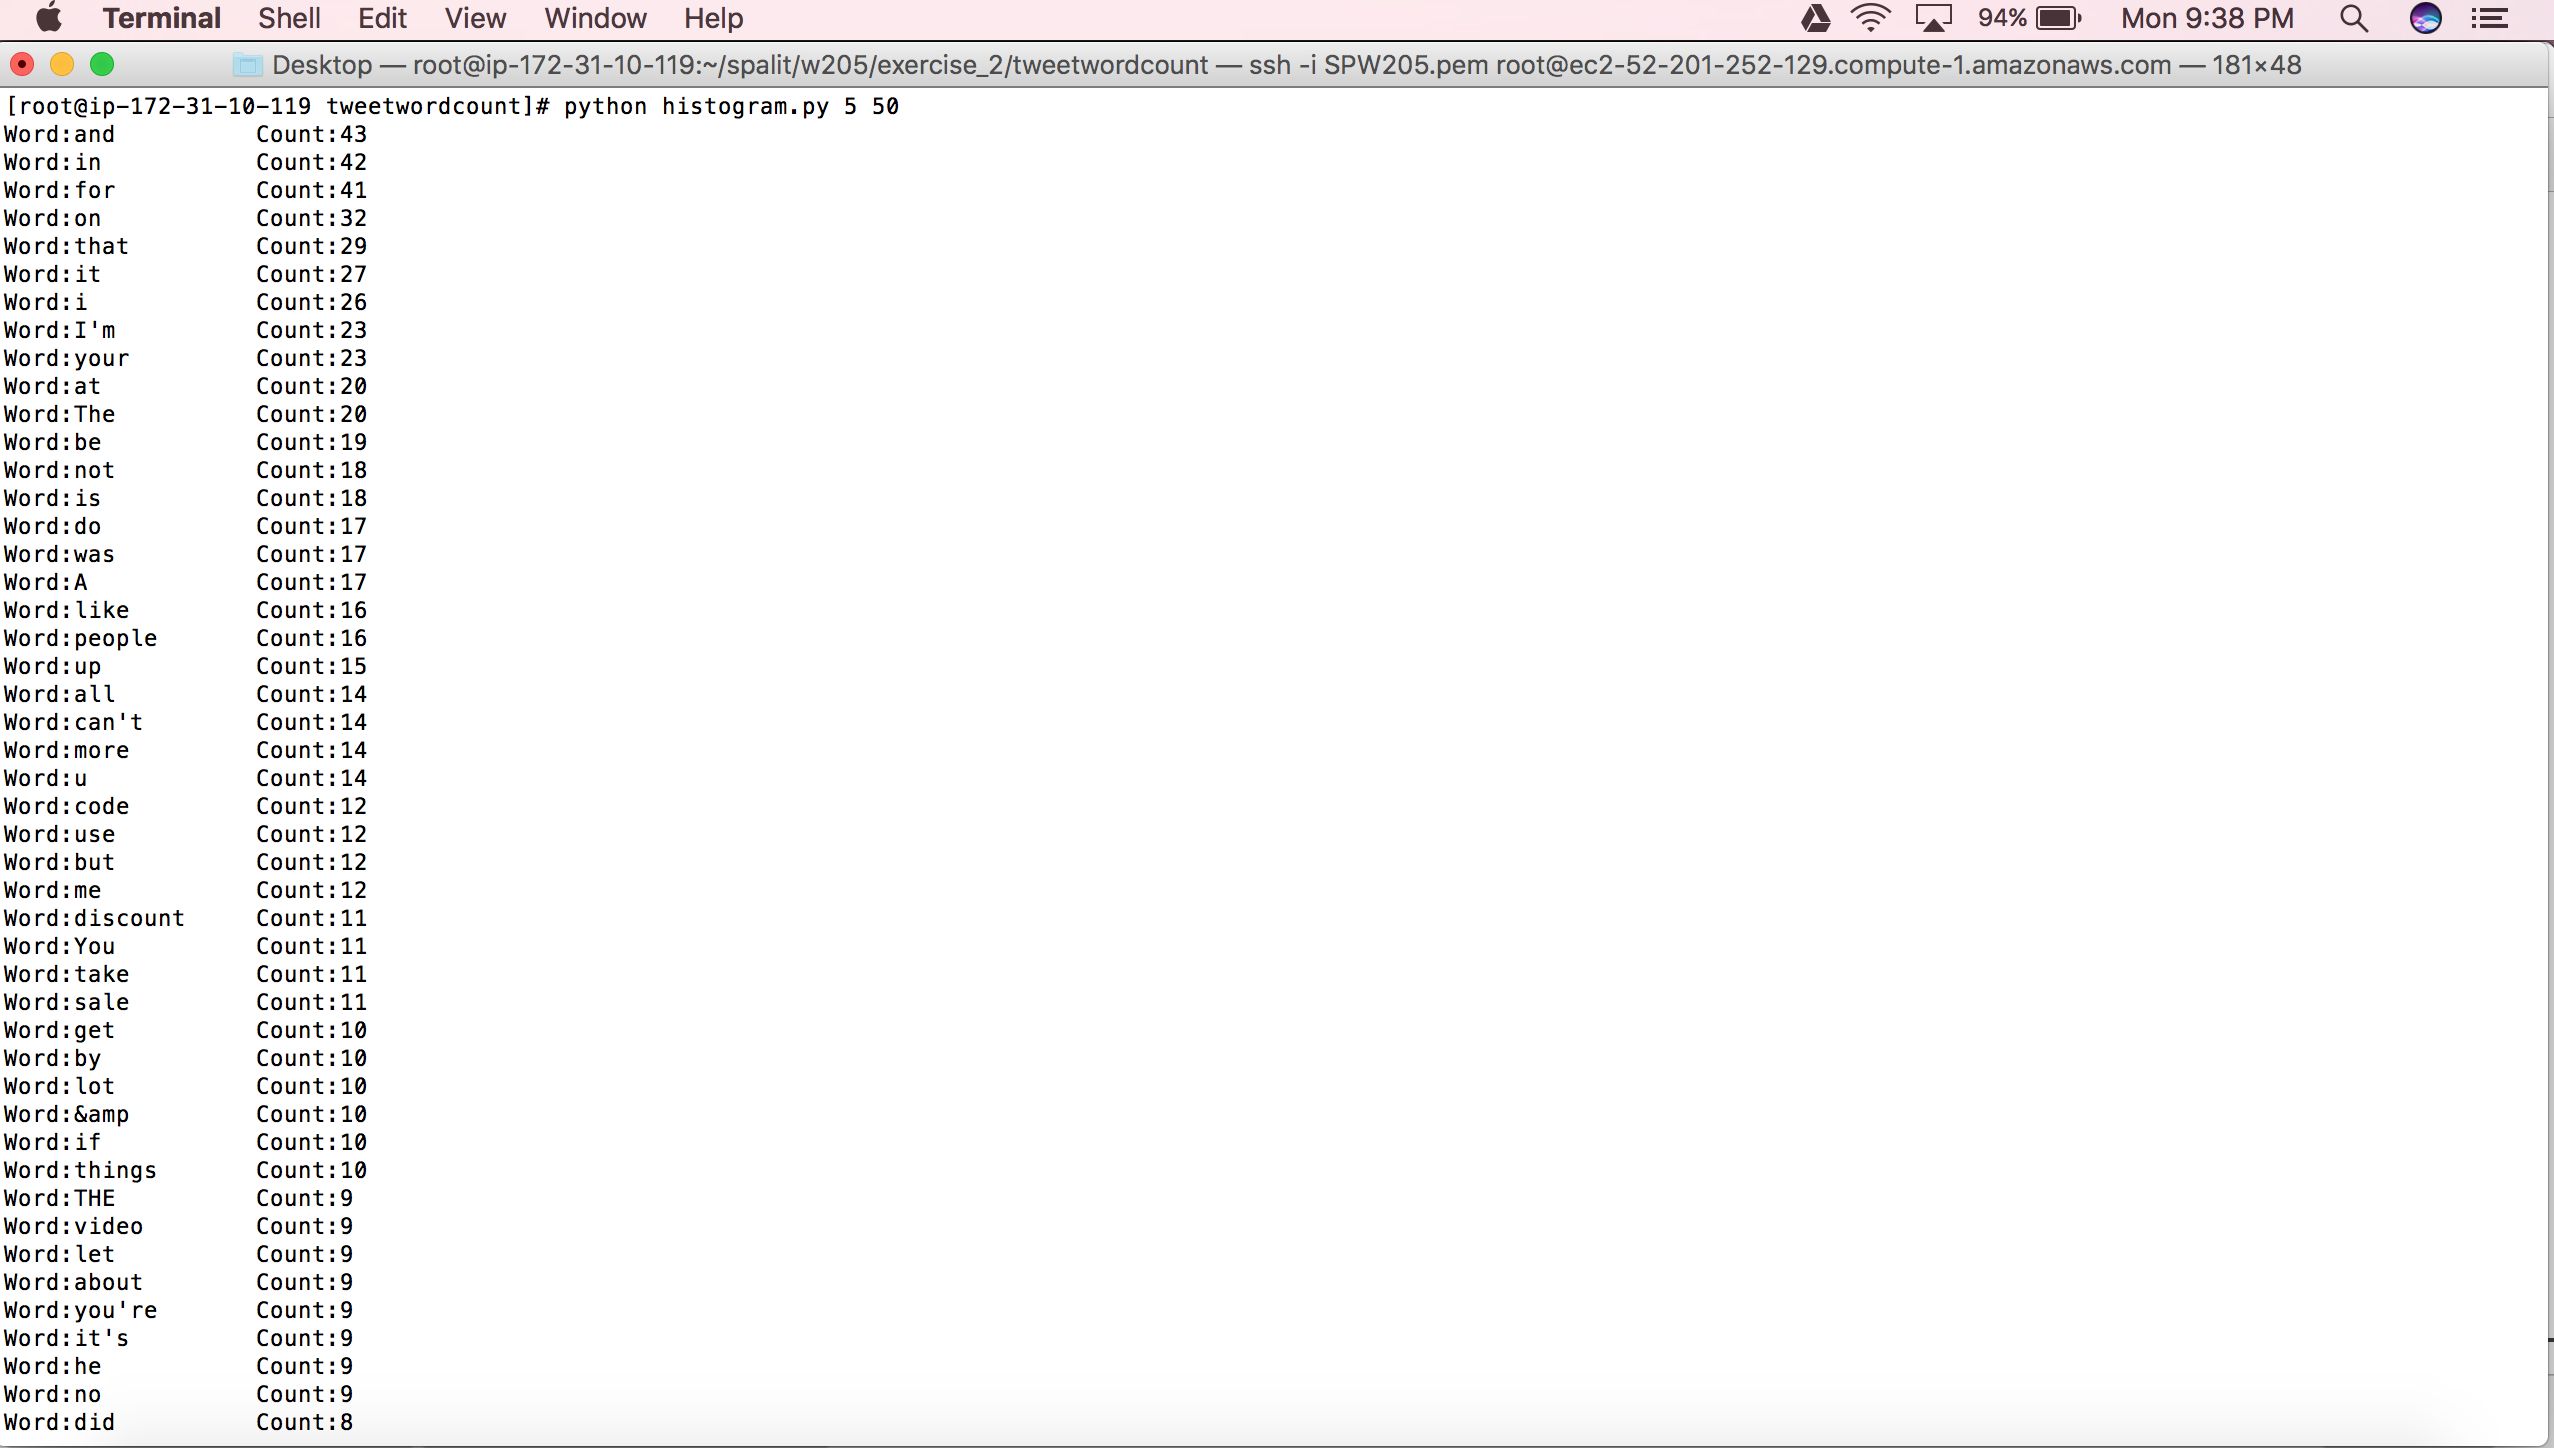 Terminal Shell Edit View Window Help 94% Mon 9:38 PM
Desktop — root@ip-172-31-10-119:~/spalit/w205/exercise_2/tweetwordcount — ssh -i SPW205.pem root@ec2-52-201-252-129.compute-1.amazonaws.com — 181×48
[root@ip-172-31-10-119 tweetwordcount]# python histogram.py 5 50
Word:and Count:43
Word:in Count:42
Word:for Count:41
Word:on Count:32
Word:that Count:29
Word:it Count:27
Word:i Count:26
Word:I'm Count:23
Word:your Count:23
Word:at Count:20
Word:The Count:20
Word:be Count:19
Word:not Count:18
Word:is Count:18
Word:do Count:17
Word:was Count:17
Word:A Count:17
Word:like Count:16
Word:people Count:16
Word:up Count:15
Word:all Count:14
Word:can't Count:14
Word:more Count:14
Word:u Count:14
Word:code Count:12
Word:use Count:12
Word:but Count:12
Word:me Count:12
Word:discount Count:11
Word:You Count:11
Word:take Count:11
Word:sale Count:11
Word:get Count:10
Word:by Count:10
Word:lot Count:10
Word:&amp Count:10
Word:if Count:10
Word:things Count:10
Word:THE Count:9
Word:video Count:9
Word:let Count:9
Word:about Count:9
Word:you're Count:9
Word:it's Count:9
Word:he Count:9
Word:no Count:9
Word:did Count:8